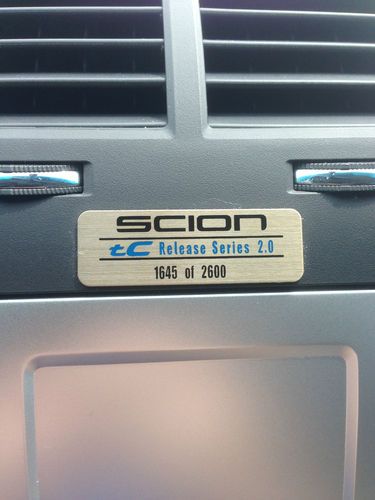 SCION
tC Release Series 2.0
1645 of 2600